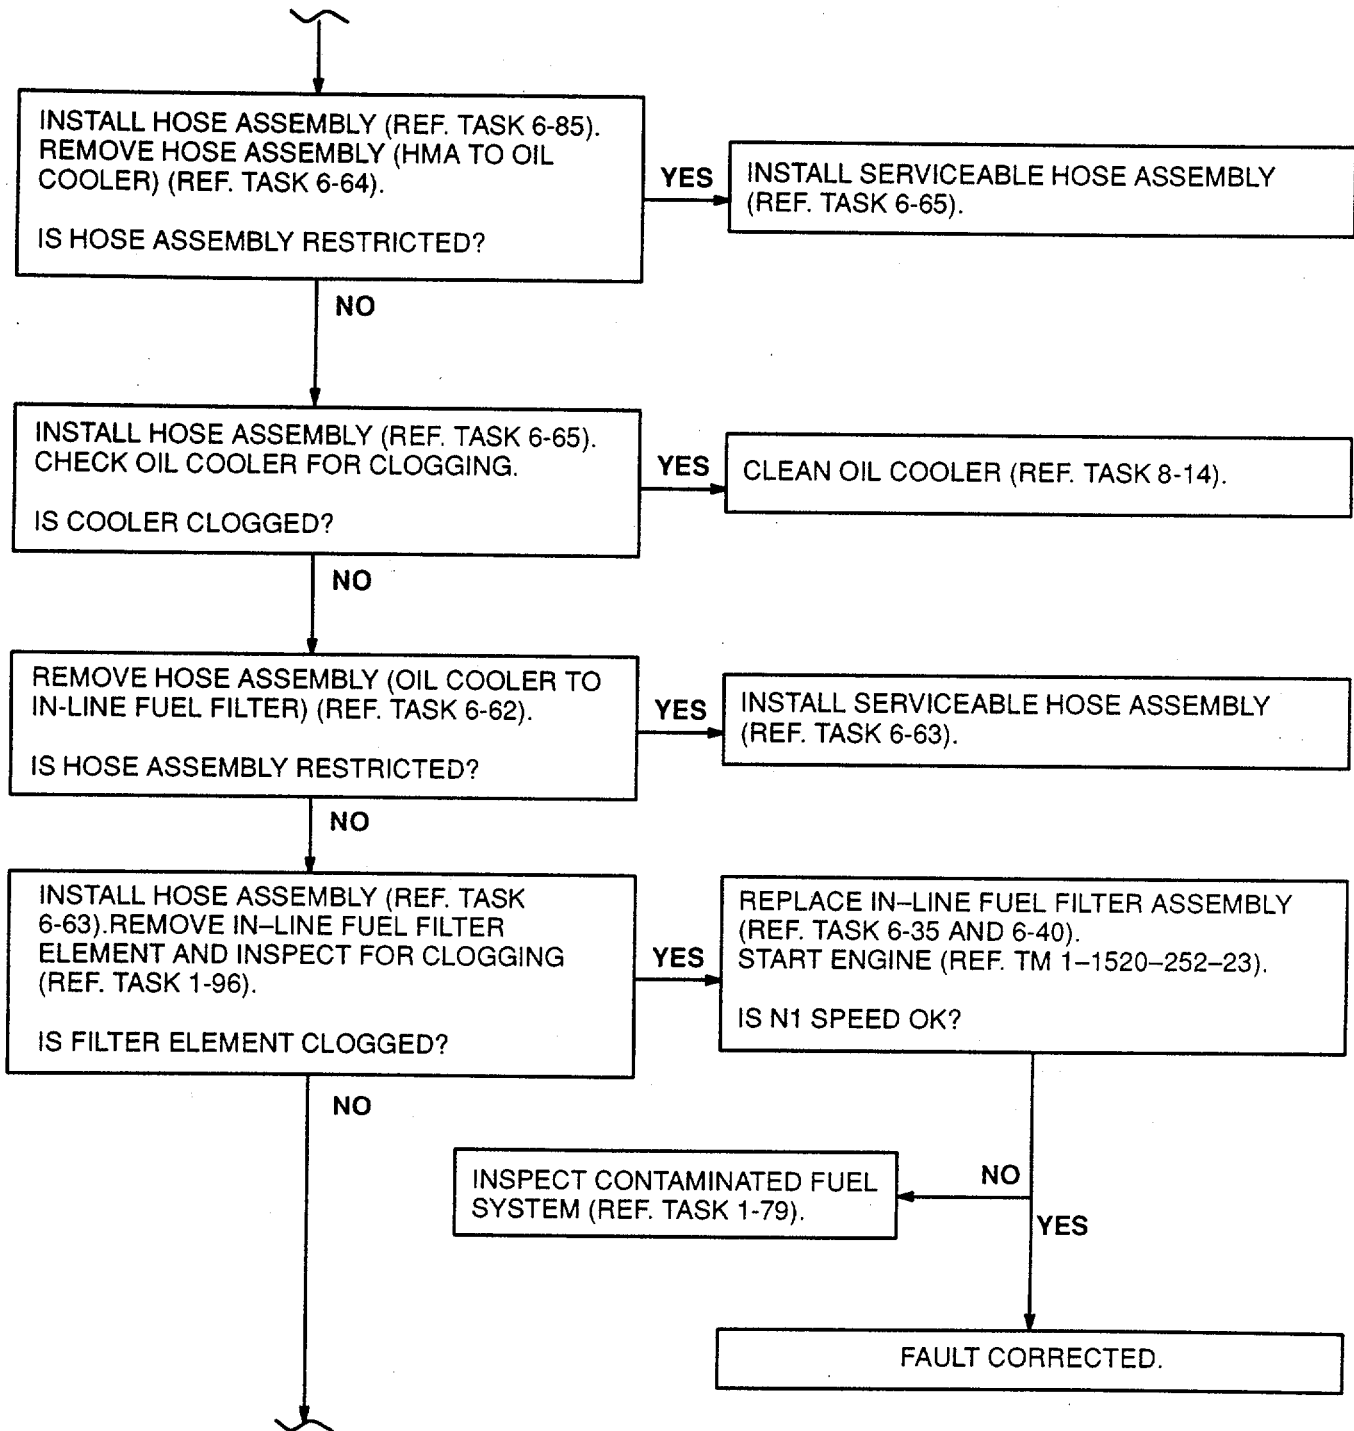 INSTALL HOSE ASSEMBLY (REF. TASK 6-85).
REMOVE HOSE ASSEMBLY (HMA TO OIL
COOLER) (REF. TASK 6-64).
IS HOSE ASSEMBLY RESTRICTED?
YES
INSTALL SERVICEABLE HOSE ASSEMBLY
(REF. TASK 6-65).
NO
INSTALL HOSE ASSEMBLY (REF. TASK 6-65).
CHECK OIL COOLER FOR CLOGGING.
IS COOLER CLOGGED?
YES
CLEAN OIL COOLER (REF. TASK 8-14).
NO
REMOVE HOSE ASSEMBLY (OIL COOLER TO
IN-LINE FUEL FILTER) (REF. TASK 6-62).
IS HOSE ASSEMBLY RESTRICTED?
YES
INSTALL SERVICEABLE HOSE ASSEMBLY
(REF. TASK 6-63).
NO
INSTALL HOSE ASSEMBLY (REF. TASK
6-63).REMOVE IN–LINE FUEL FILTER
ELEMENT AND INSPECT FOR CLOGGING
(REF. TASK 1-96).
IS FILTER ELEMENT CLOGGED?
YES
REPLACE IN–LINE FUEL FILTER ASSEMBLY
(REF. TASK 6-35 AND 6-40).
START ENGINE (REF. TM 1–1520–252–23).
IS N1 SPEED OK?
NO
INSPECT CONTAMINATED FUEL
SYSTEM (REF. TASK 1-79).
NO
YES
FAULT CORRECTED.